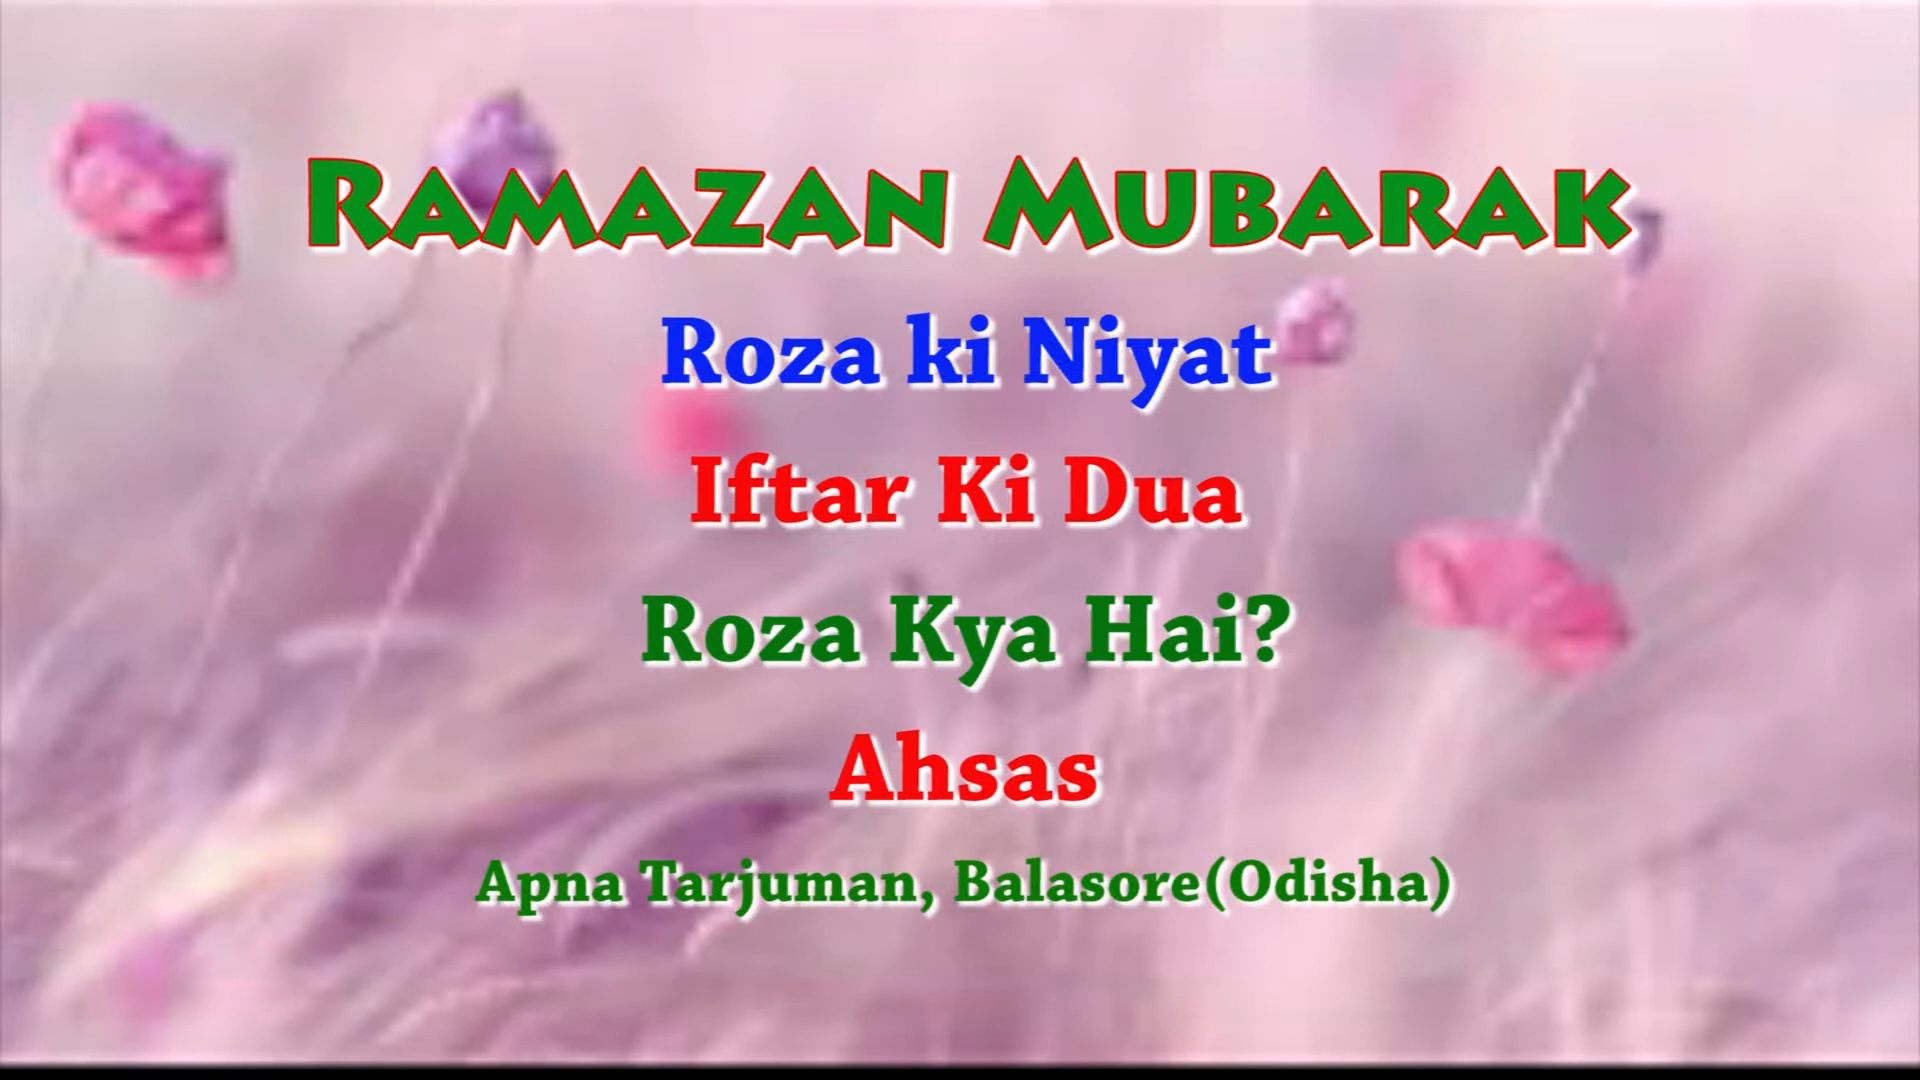 Ramazan Mubarak
Roza ki Niyat
Iftar Ki Dua
Roza Kya Hai?
Ahsas
Apna Tarjuman, Balasore(Odisha)